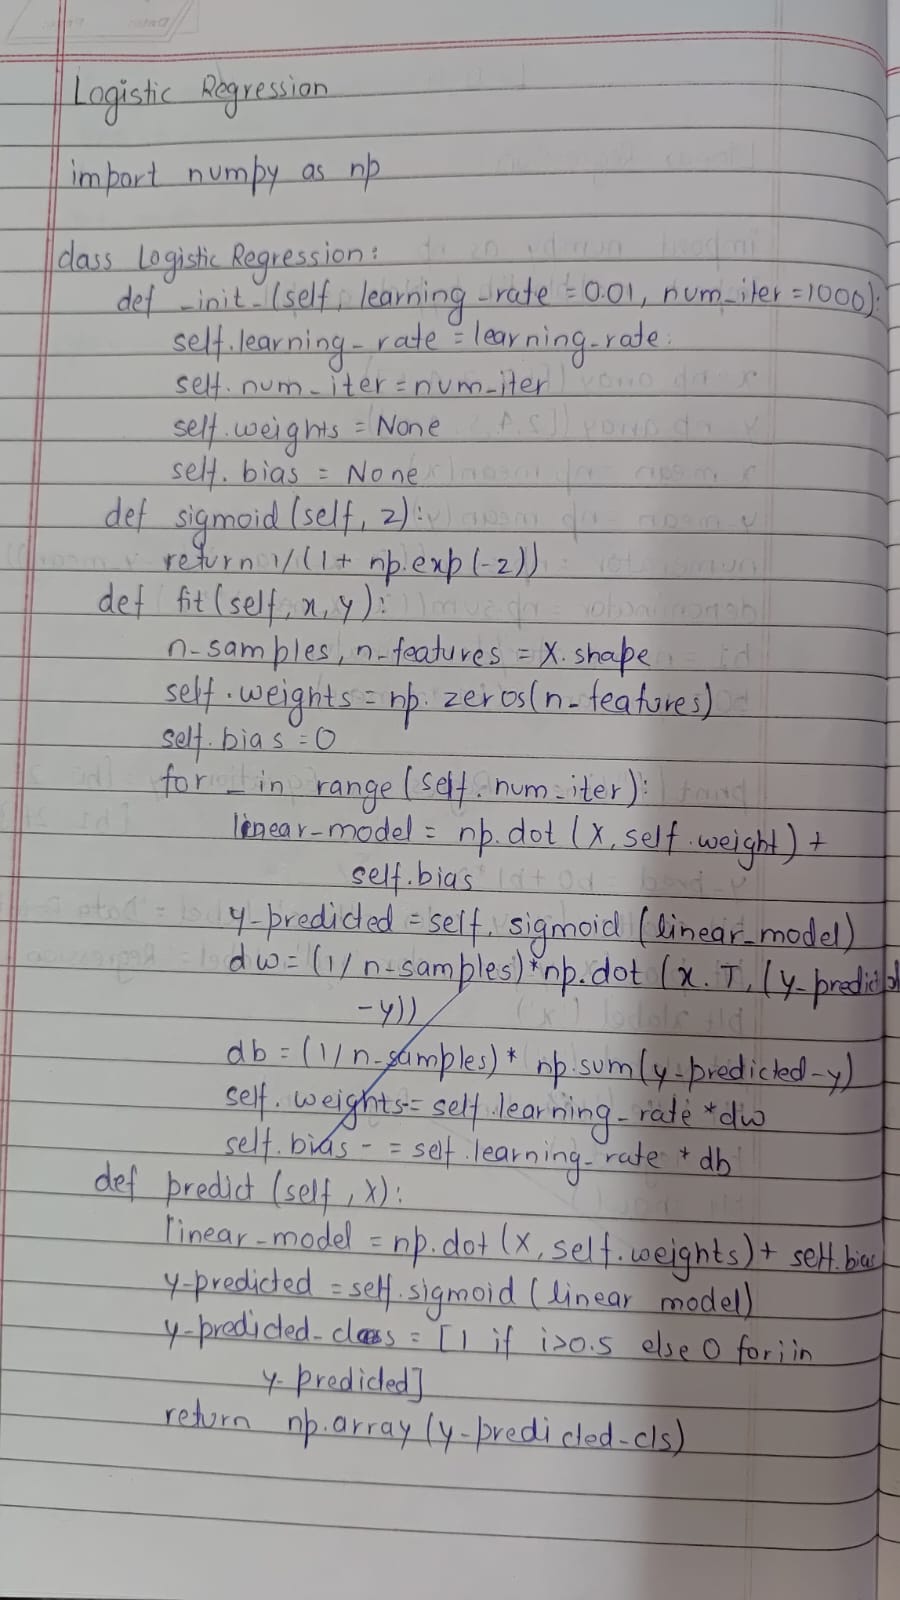 Logistic Regression
import numpy as np
class Logistic Regression:
def _init_(self, learning_rate = 0.01, num_iter = 1000):
self.learning_rate = learning_rate
self.num_iter = num_iter
self.weights = None
self.bias = None
def sigmoid (self, z):
return 1/(1+ np.exp(-z))
def fit (self, x, y):
n_samples, n_features = X.shape
self.weights = np.zeros(n_features)
self.bias = 0
for _ in range (self.num_iter):
linear_model = np.dot (X, self.weight) +
self.bias
y_predicted = self.sigmoid (linear_model)
dw = (1/n_samples) * np.dot (x.T, (y_predicted
-y))
db = (1/n_samples) * np.sum(y_predicted-y)
self.weights-= self.learning_rate * dw
self.bias -= self.learning_rate * db
def predict (self, X):
linear_model = np.dot (X, self.weights) + self.bias
y-predicted = self.sigmoid (linear model)
y-predicted-class = [1 if i>0.5 else 0 for i in
y-predicted]
return np.array (y-predicted-cls)